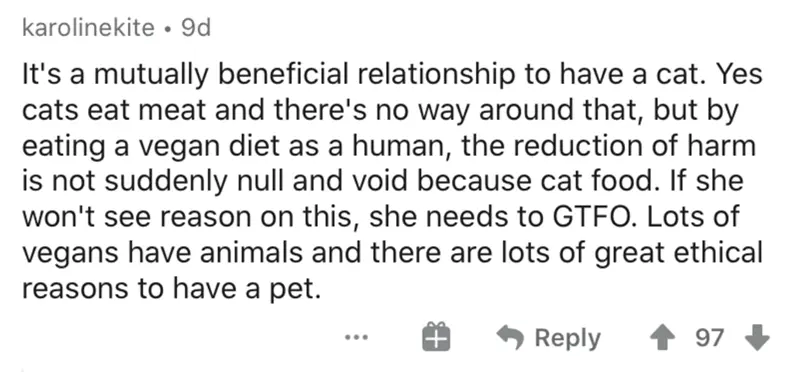 karolinekite • 9d
It's a mutually beneficial relationship to have a cat. Yes
cats eat meat and there's no way around that, but by
eating a vegan diet as a human, the reduction of harm
is not suddenly null and void because cat food. If she
won't see reason on this, she needs to GTFO. Lots of
vegans have animals and there are lots of great ethical
reasons to have a pet.
... Reply 97